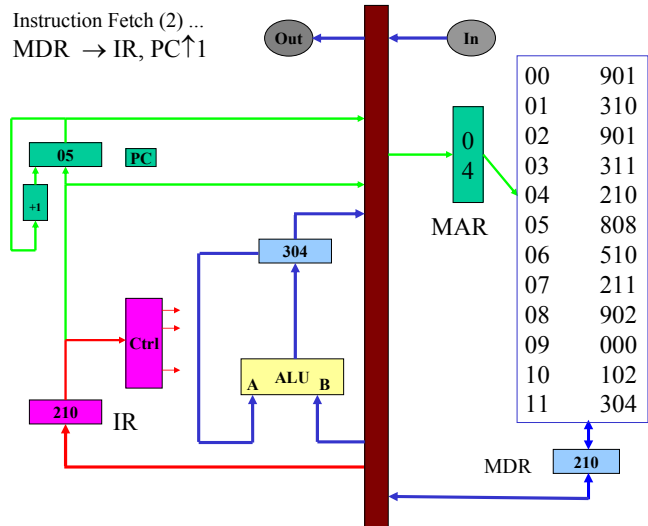 Instruction Fetch (2) ...
MDR → IR, PC↑1
Out
In
05
PC
+1
0
4
MAR
304
Ctrl
A ALU B
210
IR
00 901
01 310
02 901
03 311
04 210
05 808
06 510
07 211
08 902
09 000
10 102
11 304
MDR
210